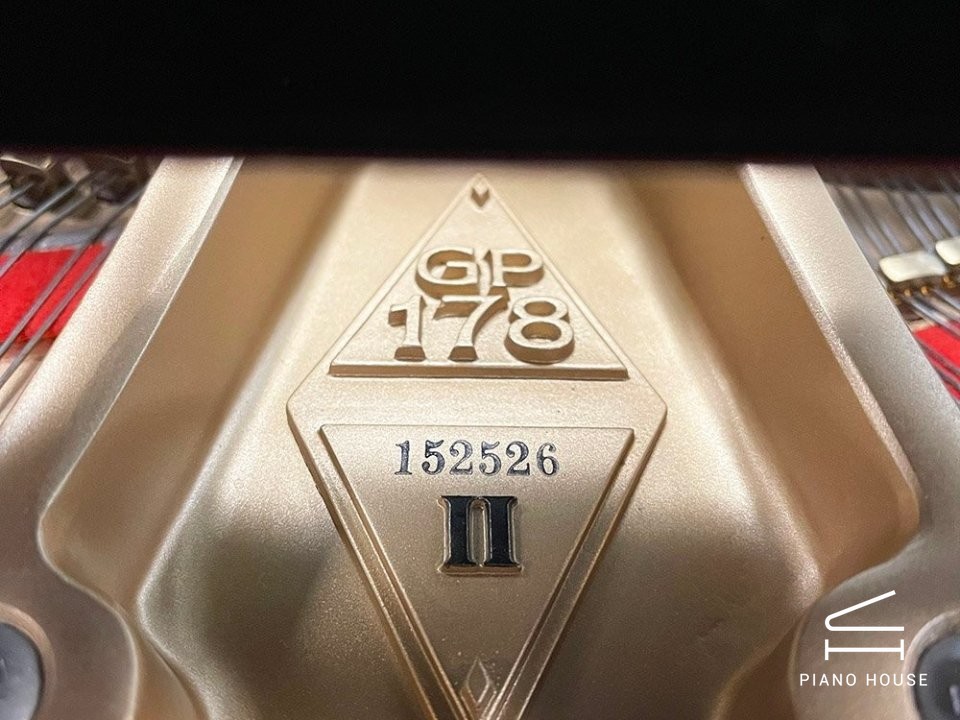 GP
178
152526
II
PIANO HOUSE